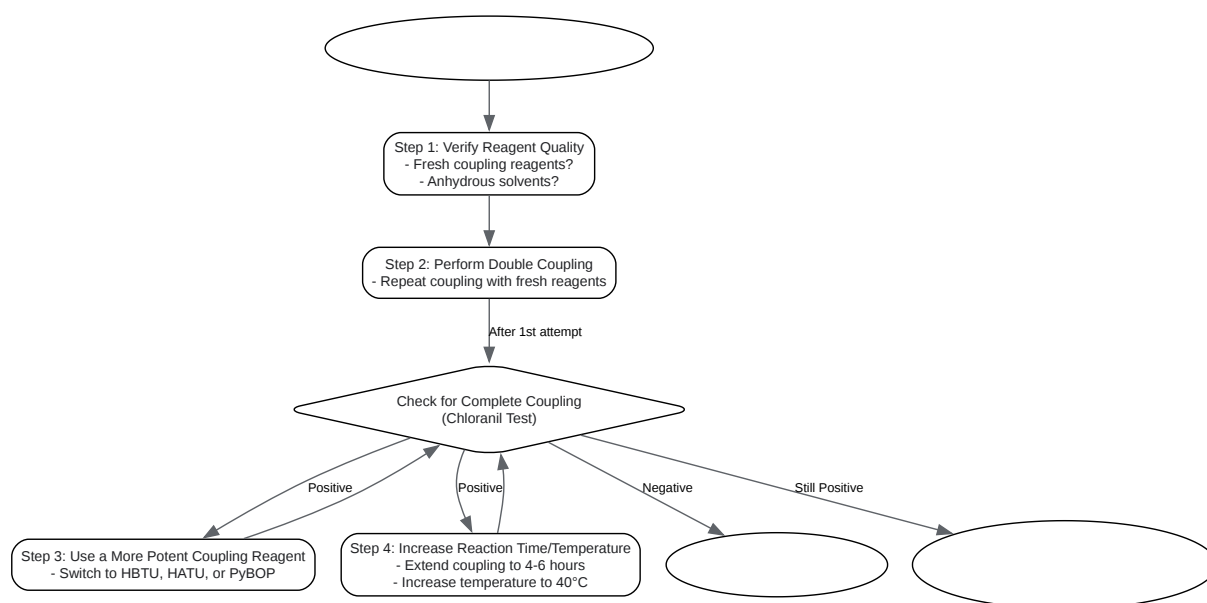 Step 1: Verify Reagent Quality
- Fresh coupling reagents?
- Anhydrous solvents?
Step 2: Perform Double Coupling
- Repeat coupling with fresh reagents
After 1st attempt
Check for Complete Coupling
(Chloranil Test)
Positive
Positive
Negative
Still Positive
Step 3: Use a More Potent Coupling Reagent
- Switch to HBTU, HATU, or PyBOP
Step 4: Increase Reaction Time/Temperature
- Extend coupling to 4-6 hours
- Increase temperature to 40°C